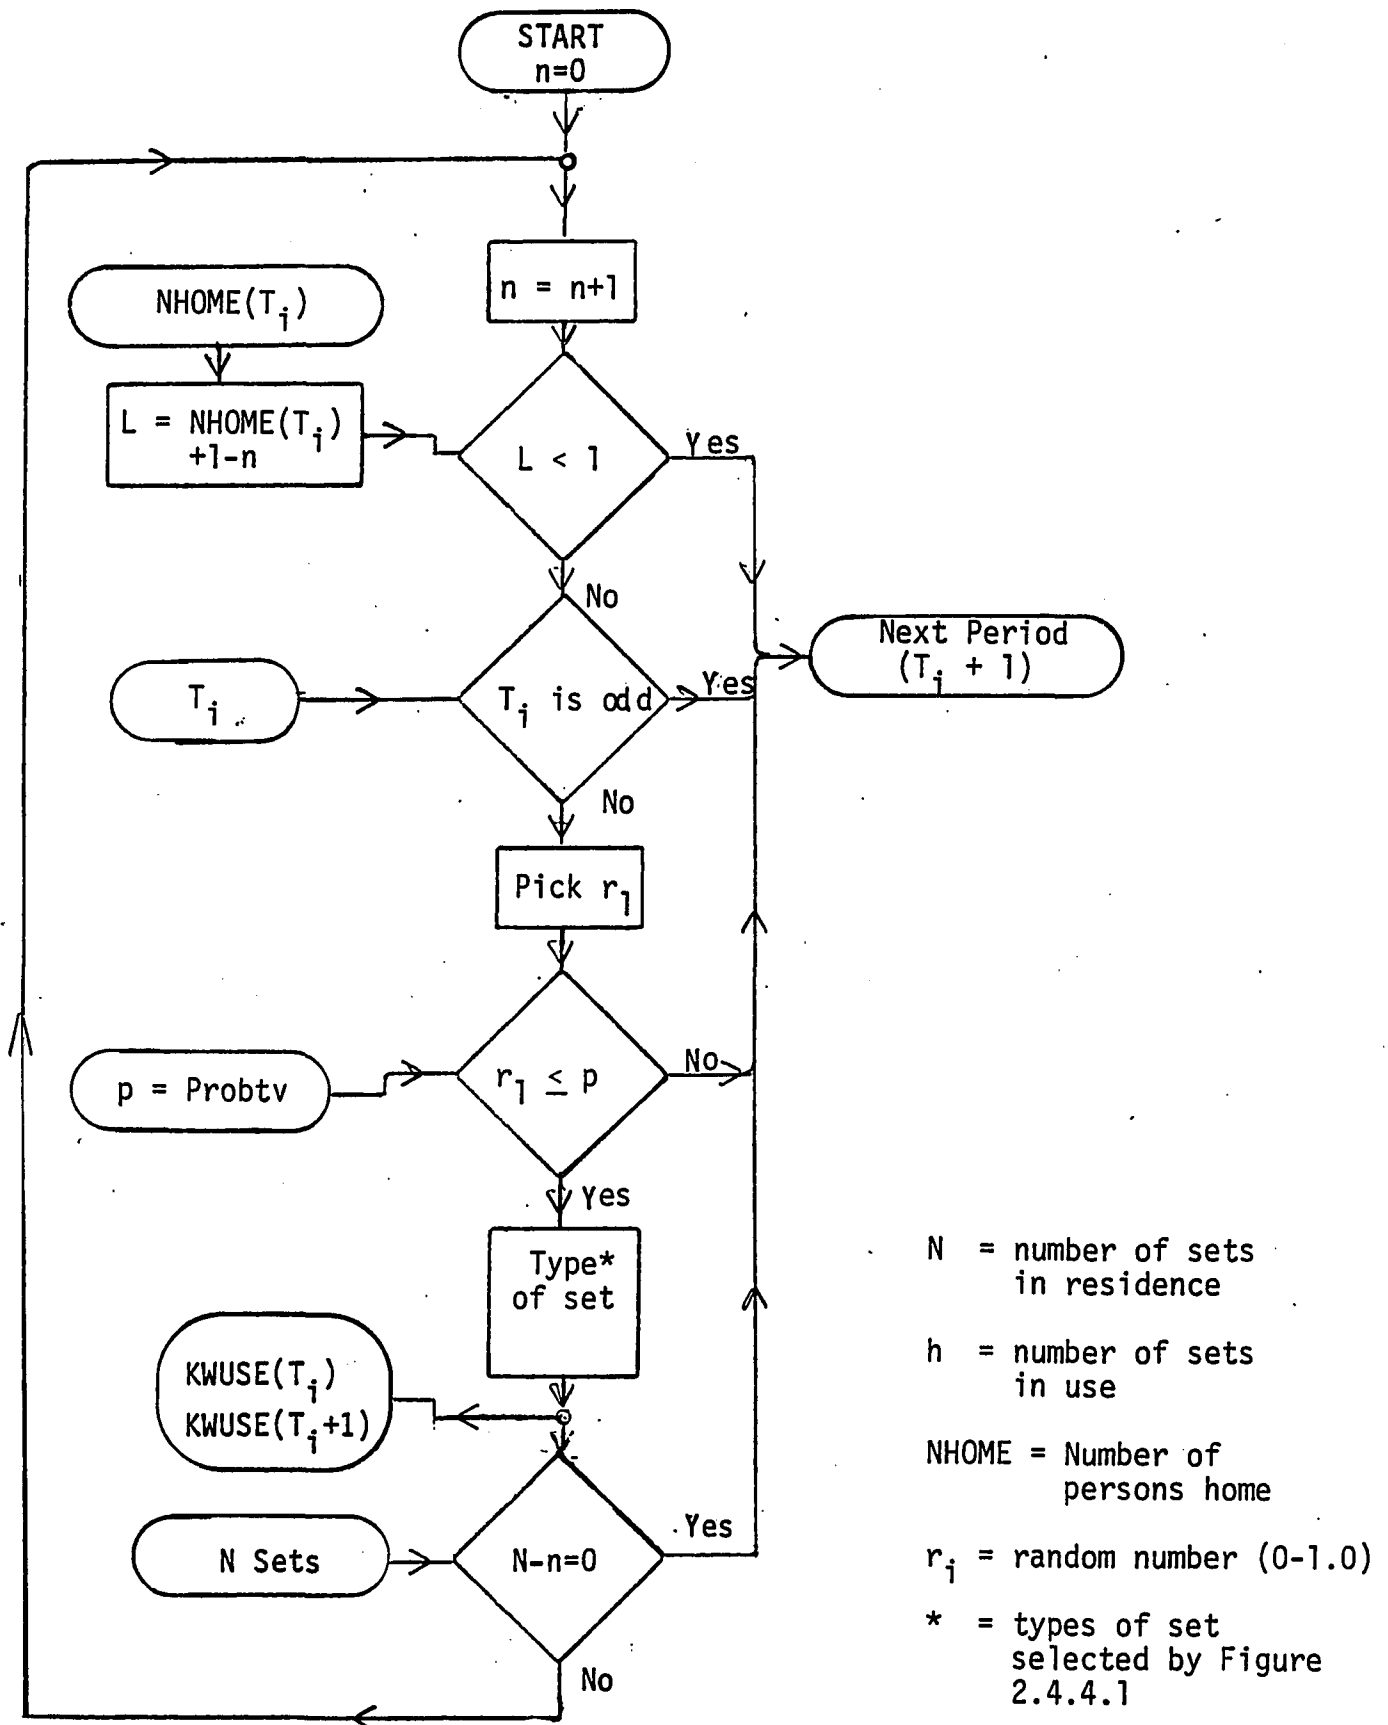 START
n=0
n = n+1
NHOME(Ti)
L = NHOME(Ti)
+1-n
L < 1
Yes
No
Next Period
(Ti + 1)
Ti
Ti is odd
Yes
No
Pick r1
p = Probtv
r1 ≤ p
No
Yes
Type*
of set
KWUSE(Ti)
KWUSE(Ti+1)
N Sets
N-n=0
Yes
No
N = number of sets
in residence
h = number of sets
in use
NHOME = Number of
persons home
ri = random number (0-1.0)
* = types of set
selected by Figure
2.4.4.1